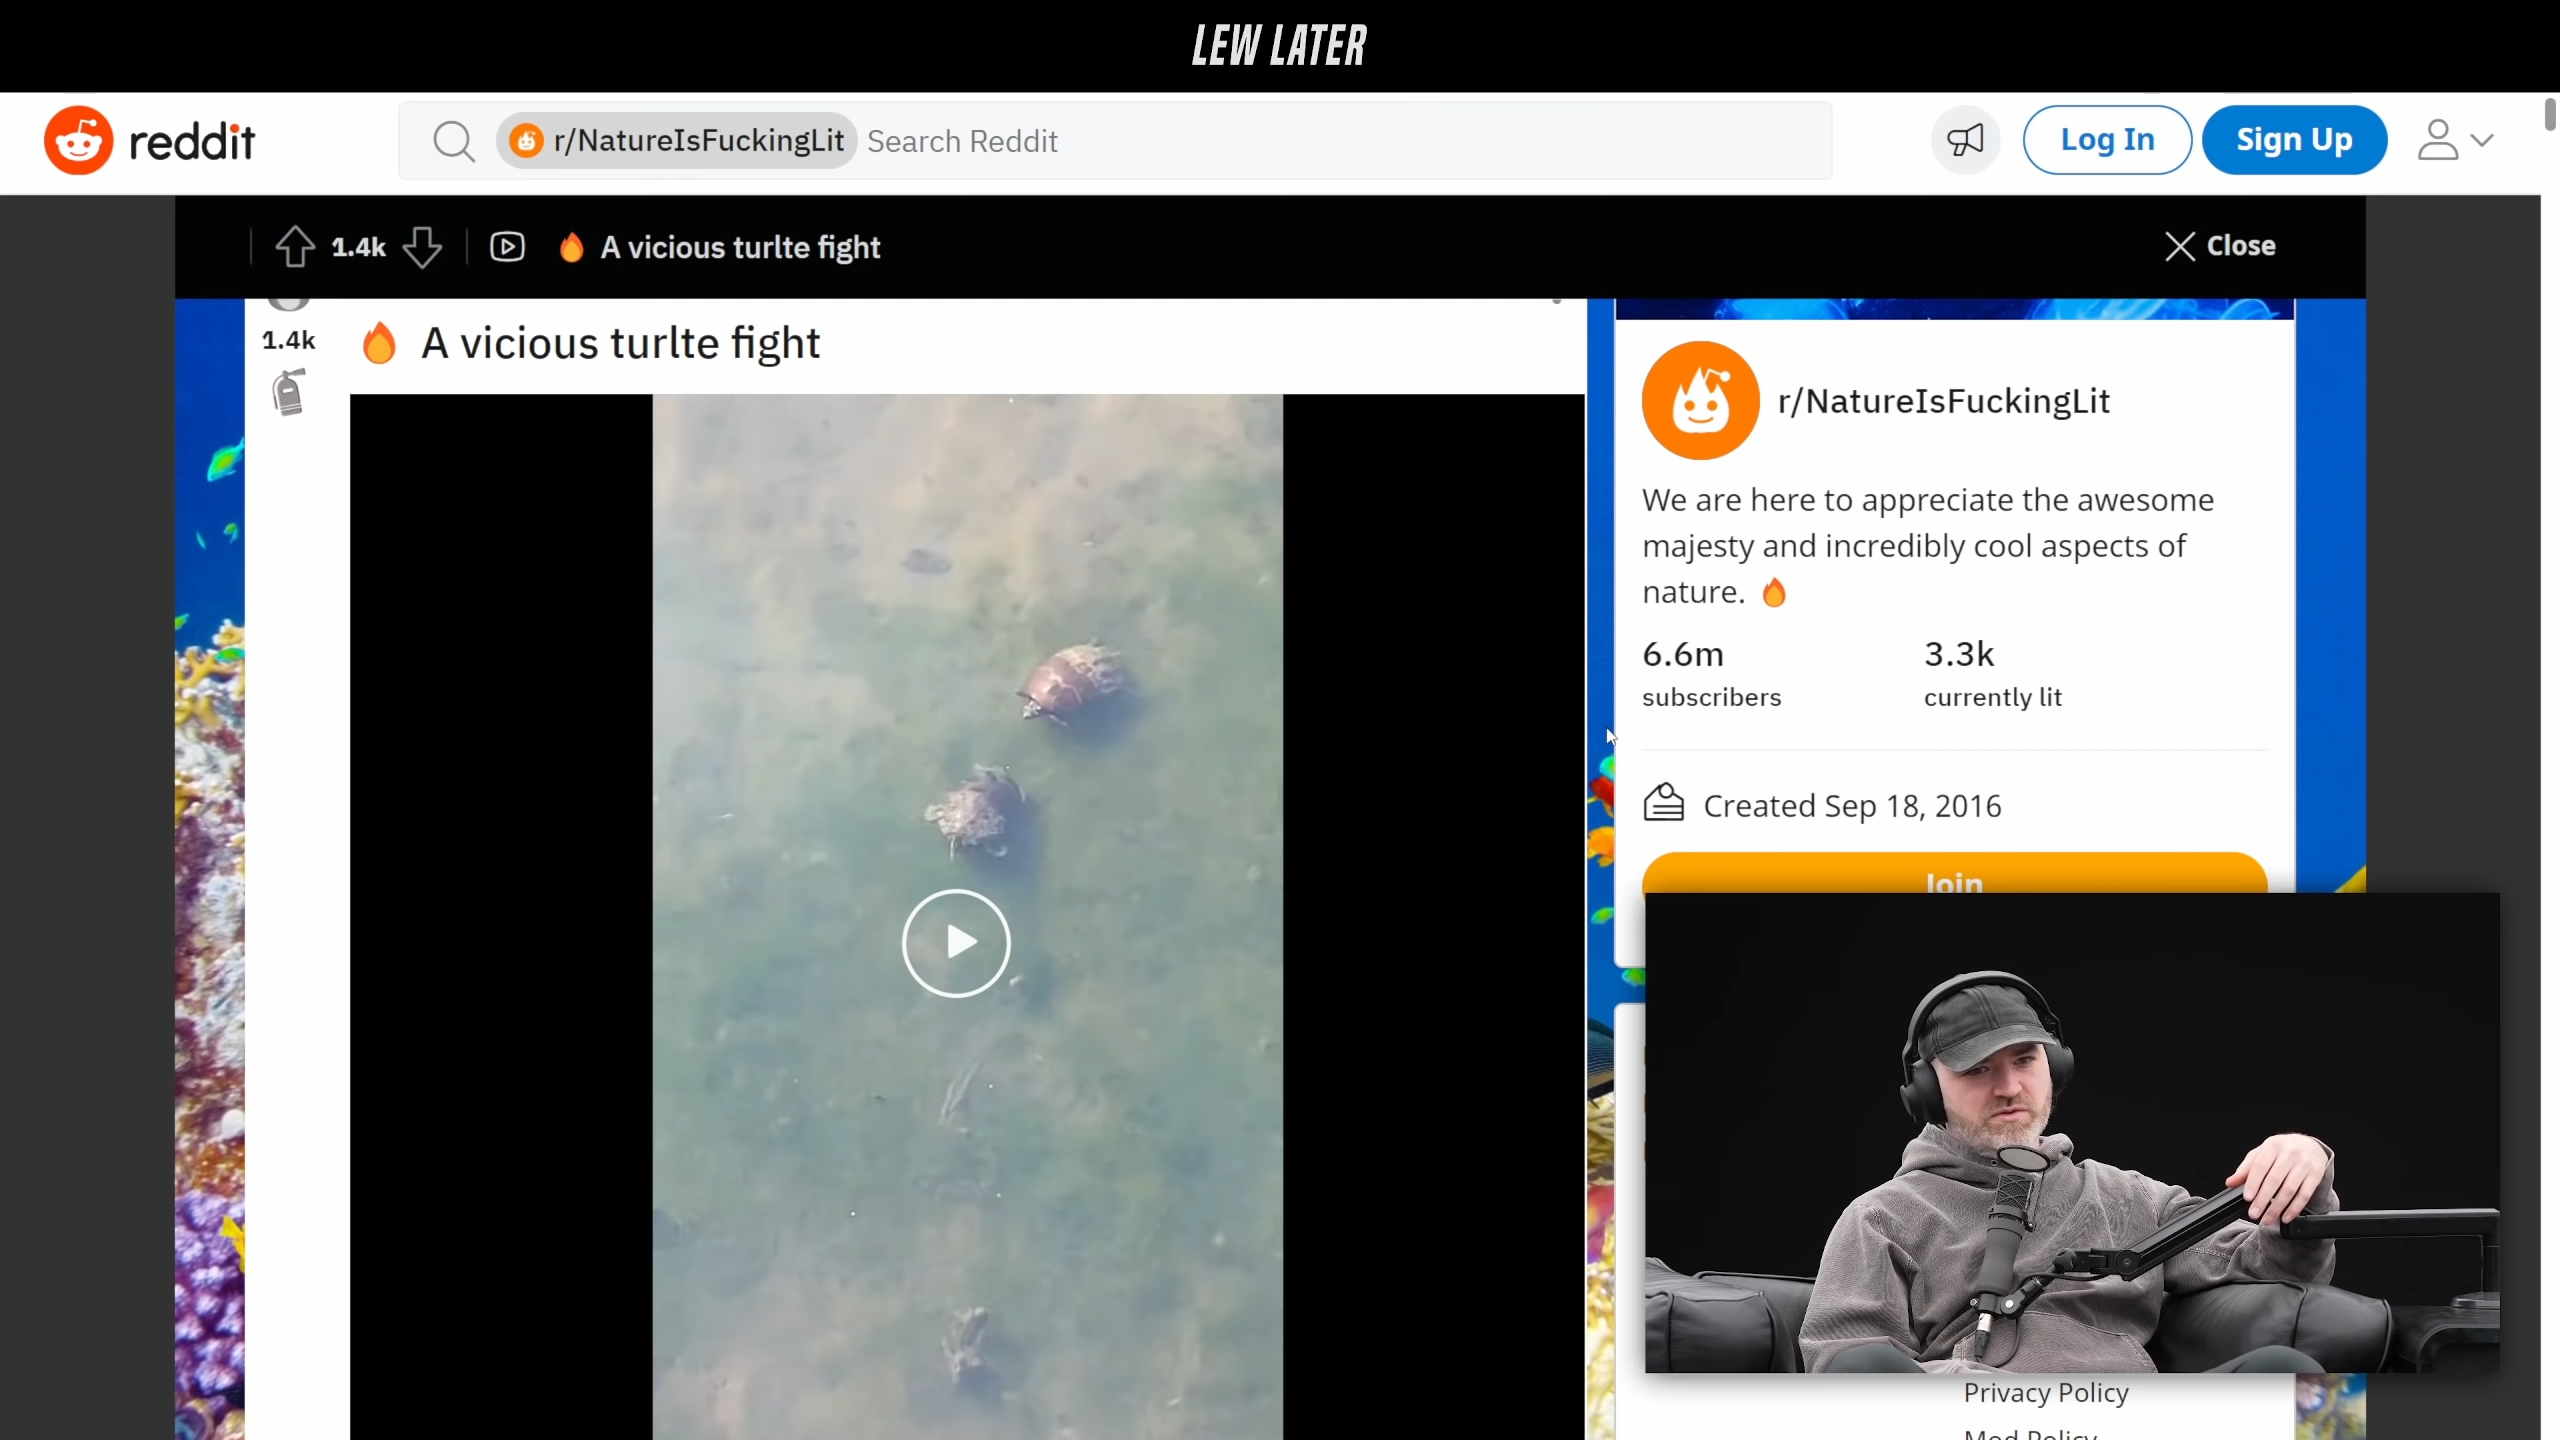 LEW LATER
reddit
r/NatureIsFuckingLit Search Reddit
Log In
Sign Up
1.4k
A vicious turlte fight
Close
1.4k
A vicious turlte fight
r/NatureIsFuckingLit
We are here to appreciate the awesome
majesty and incredibly cool aspects of
nature.
6.6m
subscribers
3.3k
currently lit
Created Sep 18, 2016
Join
Privacy Policy
Mod Policy